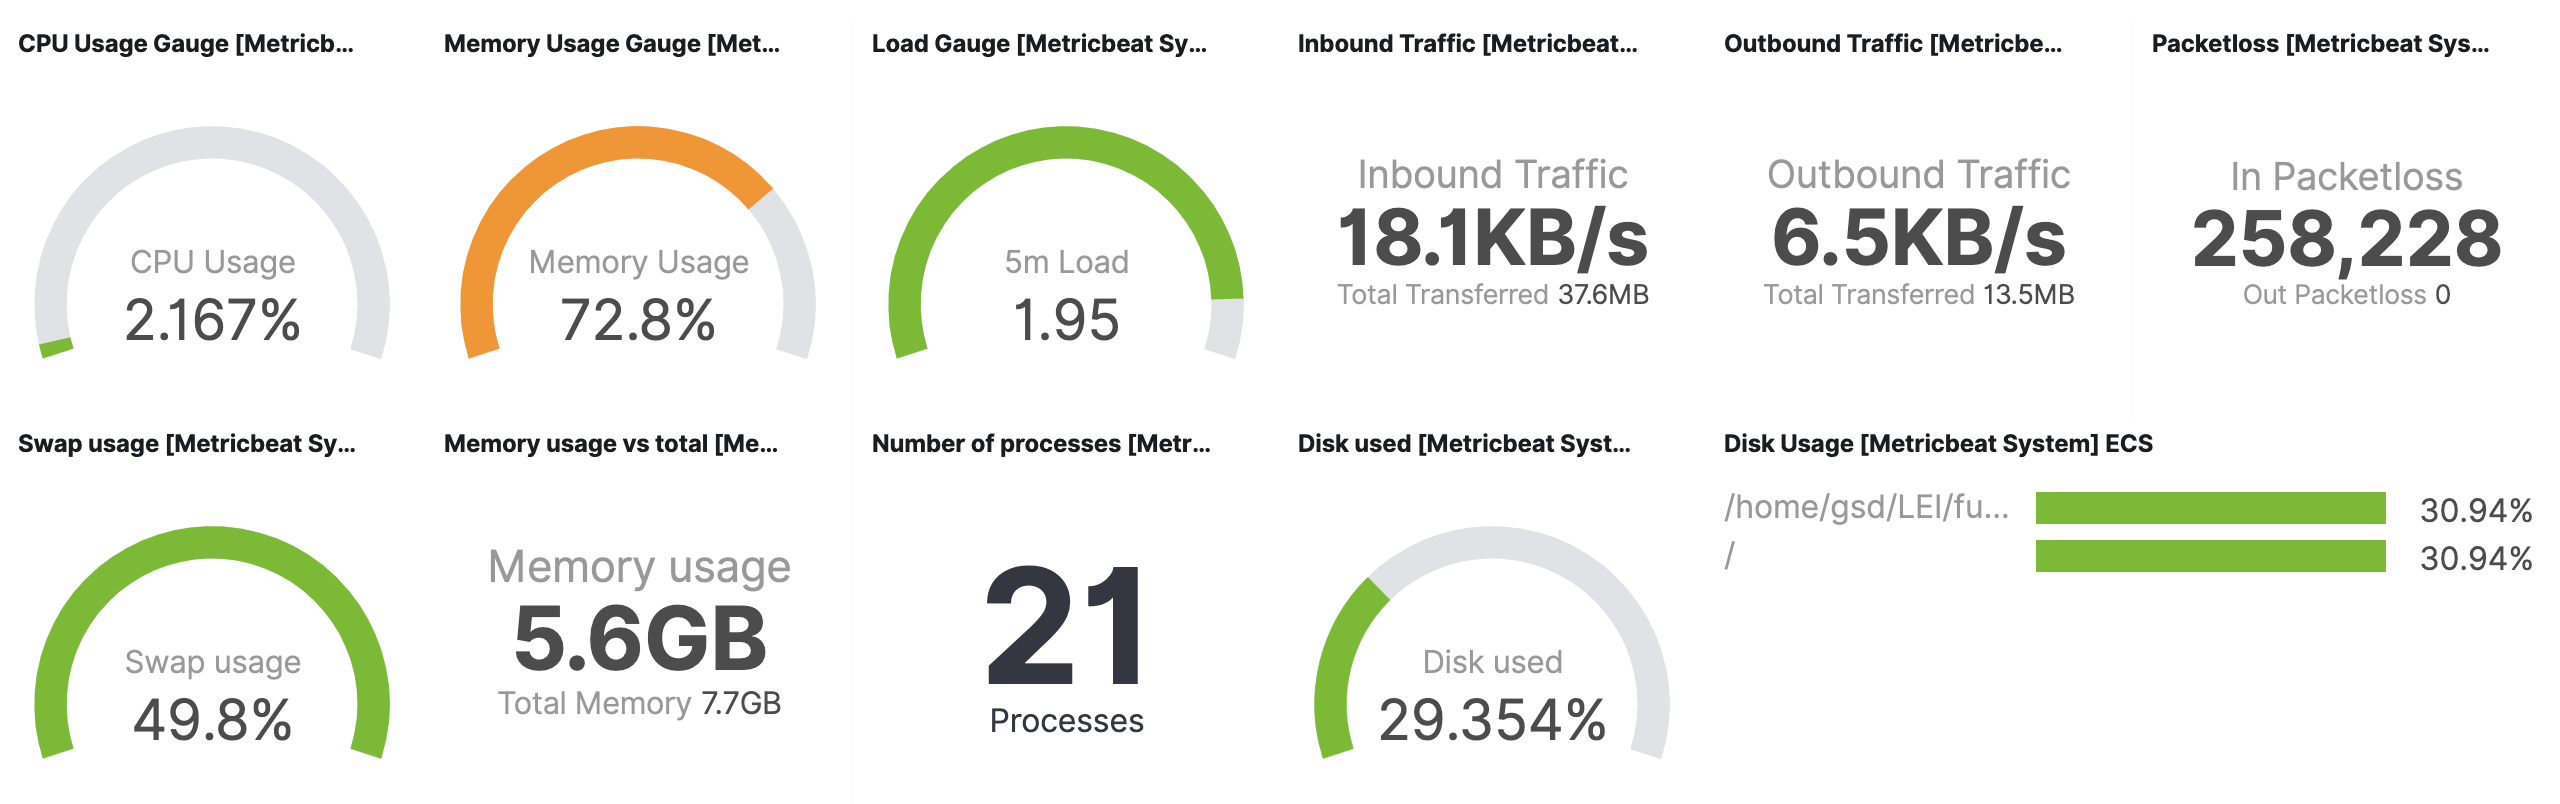 CPU Usage Gauge [Metricb...
CPU Usage
2.167%
Memory Usage Gauge [Met...
Memory Usage
72.8%
Load Gauge [Metricbeat Sy...
5m Load
1.95
Inbound Traffic [Metricbeat...
Inbound Traffic
18.1KB/s
Total Transferred 37.6MB
Outbound Traffic [Metricbe...
Outbound Traffic
6.5KB/s
Total Transferred 13.5MB
Packetloss [Metricbeat Sys...
In Packetloss
258,228
Out Packetloss 0
Swap usage [Metricbeat Sy...
Swap usage
49.8%
Memory usage vs total [Me...
Memory usage
5.6GB
Total Memory 7.7GB
Number of processes [Metr...
21
Processes
Disk used [Metricbeat Syst...
Disk used
29.354%
Disk Usage [Metricbeat System] ECS
/home/gsd/LEI/fu... 30.94%
/ 30.94%